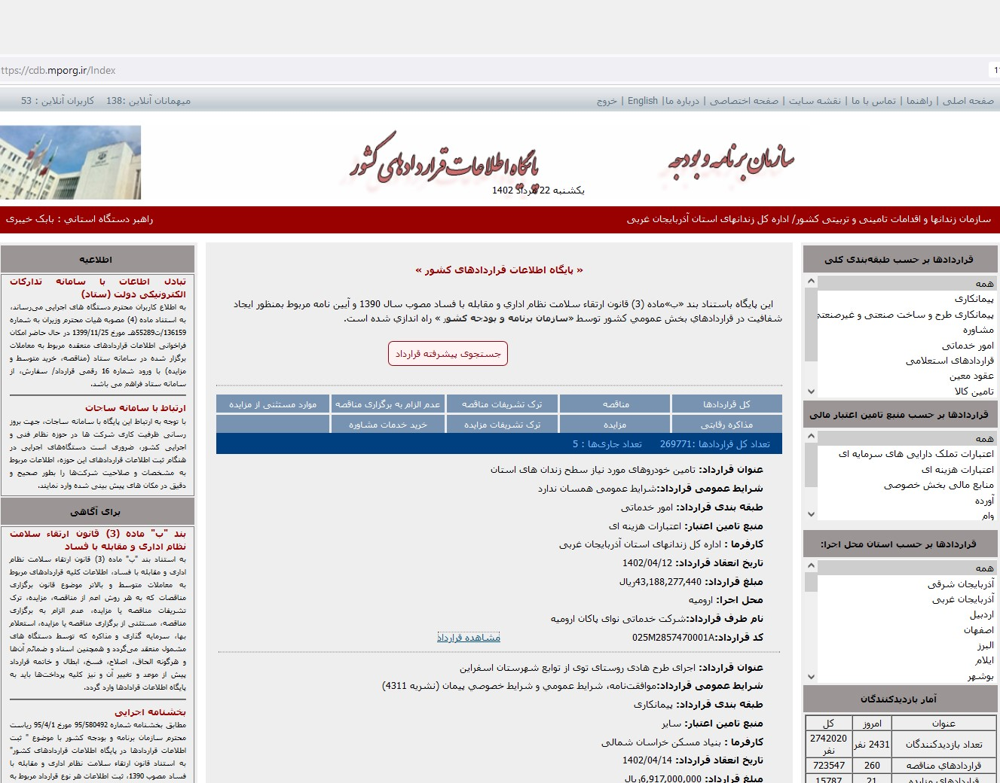 ttps://cdb.mporg.ir/Index
صفحه اصلی | راهنما | تماس با ما | نقشه سایت | صفحه اختصاصی | درباره ما| English | خروج
میهمانان آنلاین :138 کاربران آنلاین : 53
سازمان برنامه و بودجه
پایگاه اطلاعات قراردادهای کشور
یکشنبه 22 مرداد 1402
سازمان زندانها و اقدامات تامینی و تربیتی کشور/ اداره کل زندانهای استان آذربایجان غربی
راهبر دستگاه استاني : بابک خیبری
قراردادها بر حسب طبقه‌بندی کلی
همه
پیمانکاری
پیمانکاری طرح و ساخت صنعتی و غیرصنعتی
مشاوره
امور خدماتی
قراردادهای استعلامی
عقود معین
تامین کالا
قراردادها بر حسب منبع تامین اعتبار مالی
همه
اعتبارات تملک دارایی های سرمایه ای
اعتبارات هزینه ای
منابع مالی بخش خصوصی
آورده
وام
قراردادها بر حسب استان محل اجرا:
همه
آذربایجان شرقی
آذربایجان غربی
اردبیل
اصفهان
البرز
ایلام
بوشهر
آمار بازدیدکنندگان
عنوان امروز کل
تعداد بازدیدکنندگان 2431 نفر 2742020 نفر
قراردادهاي مناقصه 260 723547
قراردادهاي مزایده 21 15787
« پایگاه اطلاعات قراردادهای کشور »
این پایگاه باستناد بند «ب»ماده (3) قانون ارتقاء سلامت نظام اداري و مقابله با فساد مصوب سال 1390 و آیین نامه مربوط بمنظور ایجاد
شفافیت در قراردادهاي بخش عمومي کشور توسط «سازمان برنامه و بودجه کشور » راه اندازي شده است.
جستجوی پیشرفته قرارداد
کل قراردادها مناقصه ترک تشریفات مناقصه عدم الزام به برگزاری مناقصه موارد مستثنی از مزایده
مذاکره رقابتی مزایده ترک تشریفات مزایده خرید خدمات مشاوره
تعداد کل قراردادها :269771 تعداد جاری‌ها : 5
عنوان قرارداد: تامین خودروهای مورد نیاز سطح زندان های استان
شرایط عمومی قرارداد:شرایط عمومی همسان ندارد
طبقه بندی قرارداد: امور خدماتی
منبع تامین اعتبار: اعتبارات هزینه ای
کارفرما : اداره کل زندانهای استان آذربایجان غربی
تاریخ انعقاد قرارداد: 1402/04/12
مبلغ قرارداد: 43,188,277,440ریال
محل اجرا: ارومیه
نام طرف قرارداد:شرکت خدماتی نوای پاکان ارومیه
کد قرارداد:025M2857470001A مشاهده قرارداد
عنوان قرارداد: اجرای طرح هادی روستای توی از توابع شهرستان اسفراین
شرایط عمومی قرارداد:موافقت‌نامه، شرایط عمومي و شرایط خصوصي پیمان (نشریه 4311)
طبقه بندی قرارداد: پیمانکاری
منبع تامین اعتبار: سایر
کارفرما : بنیاد مسکن خراسان شمالی
تاریخ انعقاد قرارداد: 1402/04/14
مبلغ قرارداد: 6,917,000,000ریال
اطلاعیه
تبادل اطاعات با سامانه تدارکات
الکترونیکی دولت (ستاد)
به اطلاع کاربران محترم دستگاه های اجرایی می‌رساند،
به استناد ماده (4) مصوبه هیات محترم وزیران به شماره
136159/ت55289هـ مورخ 1399/11/25 در حال حاضر امکان
فراخوانی اطلاعات قراردادهای منعقده مربوط به معاملات
برگزار شده در سامانه ستاد (مناقصه، خرید متوسط و
مزایده) با ورود شماره 16 رقمی قرارداد/ سفارش، از
سامانه ستاد فراهم می باشد.
ارتباط با سامانه ساجات
با توجه به ارتباط این پایگاه با سامانه ساجات، جهت بروز
رسانی ظرفیت کاری شرکت ها در حوزه نظام فنی و
اجرایی کشور، ضروری است دستگاه‌های اجرایی در
هنگام ثبت اطلاعات قراردادهای این حوزه، اطلاعات مربوط
به مشخصات و صلاحیت شرکت‌ها را بطور صحیح و
دقیق در مکان های پیش بینی شده وارد نمایند.
برای آگاهی
بند "ب" ماده (3) قانون ارتقاء سلامت
نظام اداری و مقابله با فساد
به استناد بند "ب" ماده (3) قانون ارتقاء سلامت نظام
اداری و مقابله با فساد، اطلاعات کلیه قراردادهای مربوط
به معاملات متوسط و بالاتر موضوع قانون برگزاری
مناقصات که به هر روش اعم از مناقصه، مزایده، ترک
تشریفات مناقصه یا مزایده، عدم الزام به برگزاری
مناقصه، مستثنی از برگزاری مناقصه یا مزایده، استعلام
بها، سرمایه گذاری و مذاکره که توسط دستگاه های
مشمول منعقد می‌گردد و همچنین اسناد و ضمائم آن‌ها
و هرگونه الحاق، اصلاح، فسخ، ابطال و خاتمه قرارداد
پیش از موعد و تغییر آن و نیز کلیه پرداخت‌ها باید به
پایگاه اطلاعات قرادادها وارد گردد.
بخشنامه اجرایی
مطابق بخشنامه شماره 95/580492 مورخ 95/4/1 ریاست
محترم سازمان برنامه و بودجه کشور با موضوع " ثبت
اطلاعات قراردادها در پایگاه اطلاعات قراردادهای کشور"
به استناد قانون ارتقاء سلامت نظام اداری و مقابله با
فساد مصوب 1390، ثبت اطلاعات هر نوع قرارداد مربوط به